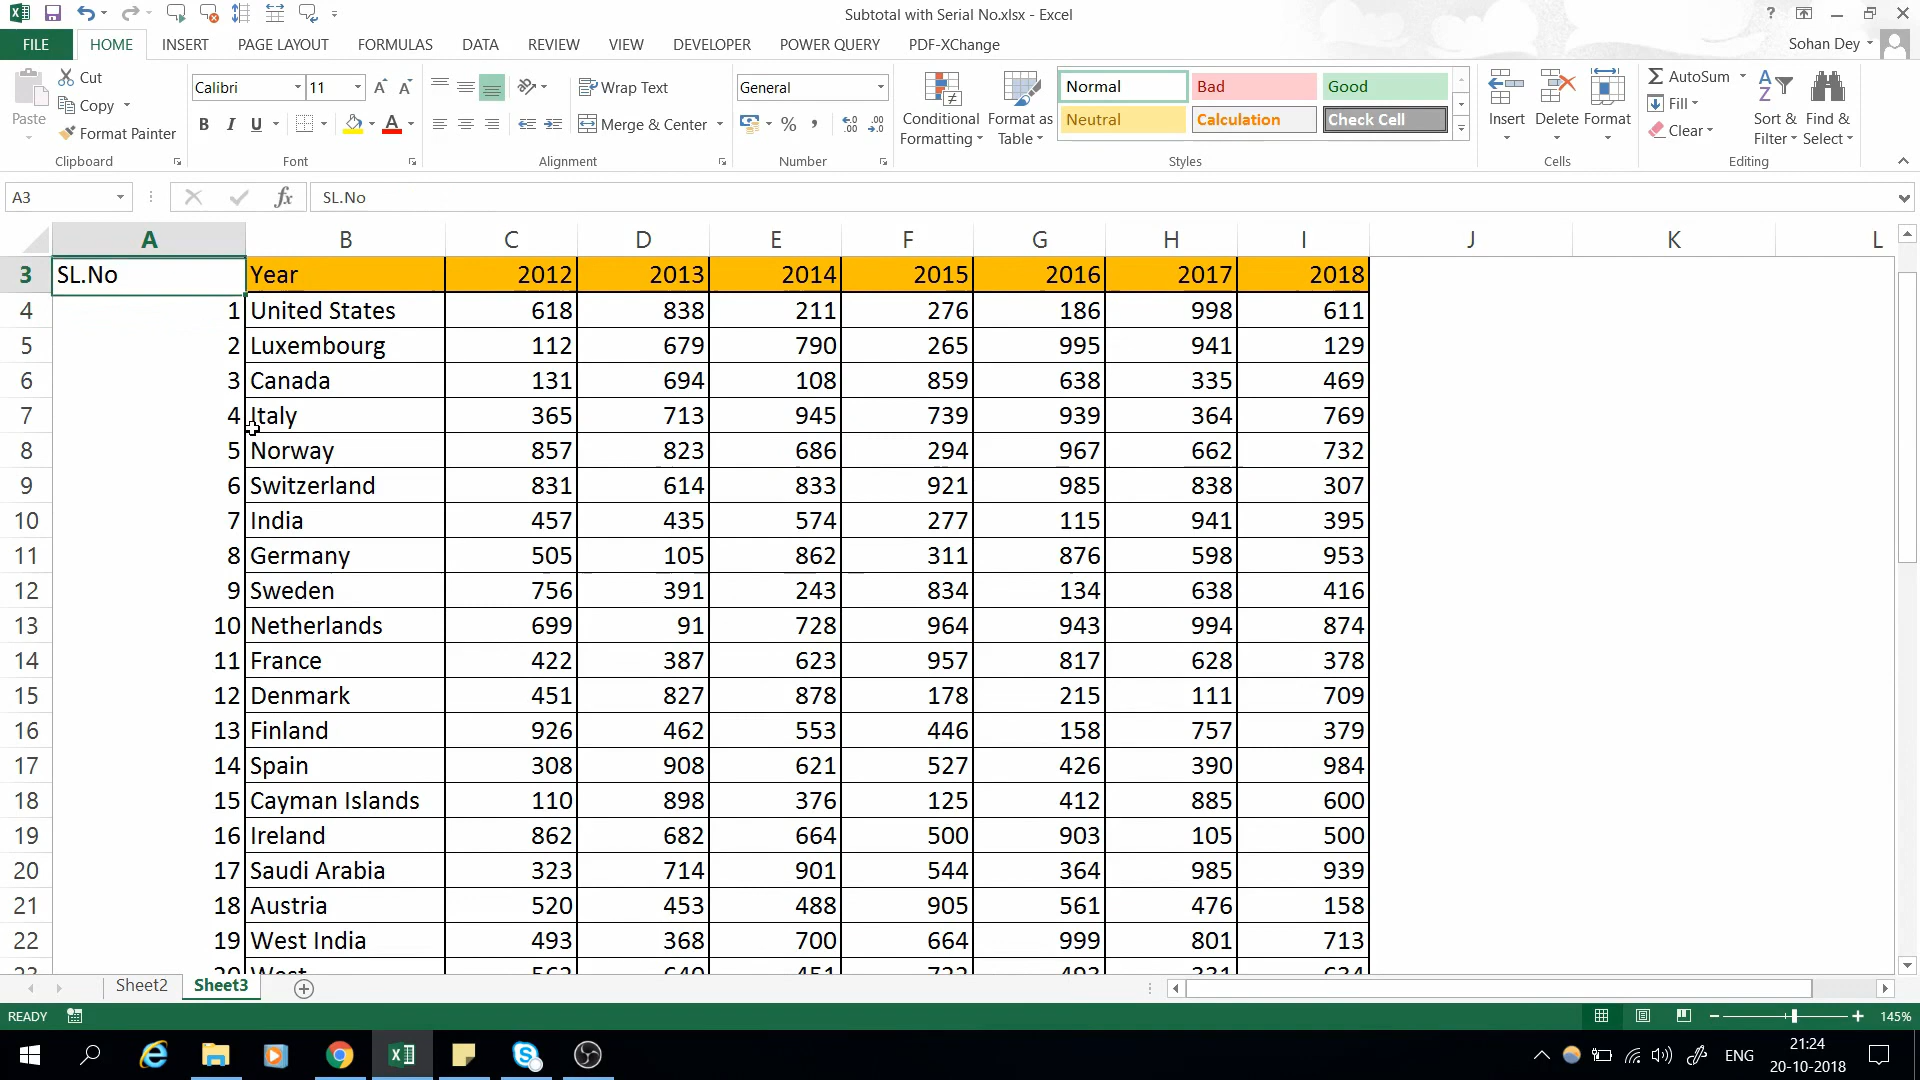 Subtotal with Serial No.xlsx - Excel
FILE HOME INSERT PAGE LAYOUT FORMULAS DATA REVIEW VIEW DEVELOPER POWER QUERY PDF-XChange Sohan Dey
Paste
Cut
Copy
Format Painter
Clipboard
Calibri 11
B I U A
Font
Wrap Text
Merge & Center
Alignment
General
%
Number
Conditional Formatting
Format as Table
Normal Bad Good
Neutral Calculation Check Cell
Styles
Insert Delete Format
Cells
AutoSum
Fill
Clear
Sort & Filter
Find & Select
Editing
A3 fx SL.No
A B C D E F G H I J K L
3 SL.No Year 2012 2013 2014 2015 2016 2017 2018
4 1 United States 618 838 211 276 186 998 611
5 2 Luxembourg 112 679 790 265 995 941 129
6 3 Canada 131 694 108 859 638 335 469
7 4 Italy 365 713 945 739 939 364 769
8 5 Norway 857 823 686 294 967 662 732
9 6 Switzerland 831 614 833 921 985 838 307
10 7 India 457 435 574 277 115 941 395
11 8 Germany 505 105 862 311 876 598 953
12 9 Sweden 756 391 243 834 134 638 416
13 10 Netherlands 699 91 728 964 943 994 874
14 11 France 422 387 623 957 817 628 378
15 12 Denmark 451 827 878 178 215 111 709
16 13 Finland 926 462 553 446 158 757 379
17 14 Spain 308 908 621 527 426 390 984
18 15 Cayman Islands 110 898 376 125 412 885 600
19 16 Ireland 862 682 664 500 903 105 500
20 17 Saudi Arabia 323 714 901 544 364 985 939
21 18 Austria 520 453 488 905 561 476 158
22 19 West India 493 368 700 664 999 801 713
Sheet2 Sheet3
READY 145%
ENG
21:24
20-10-2018